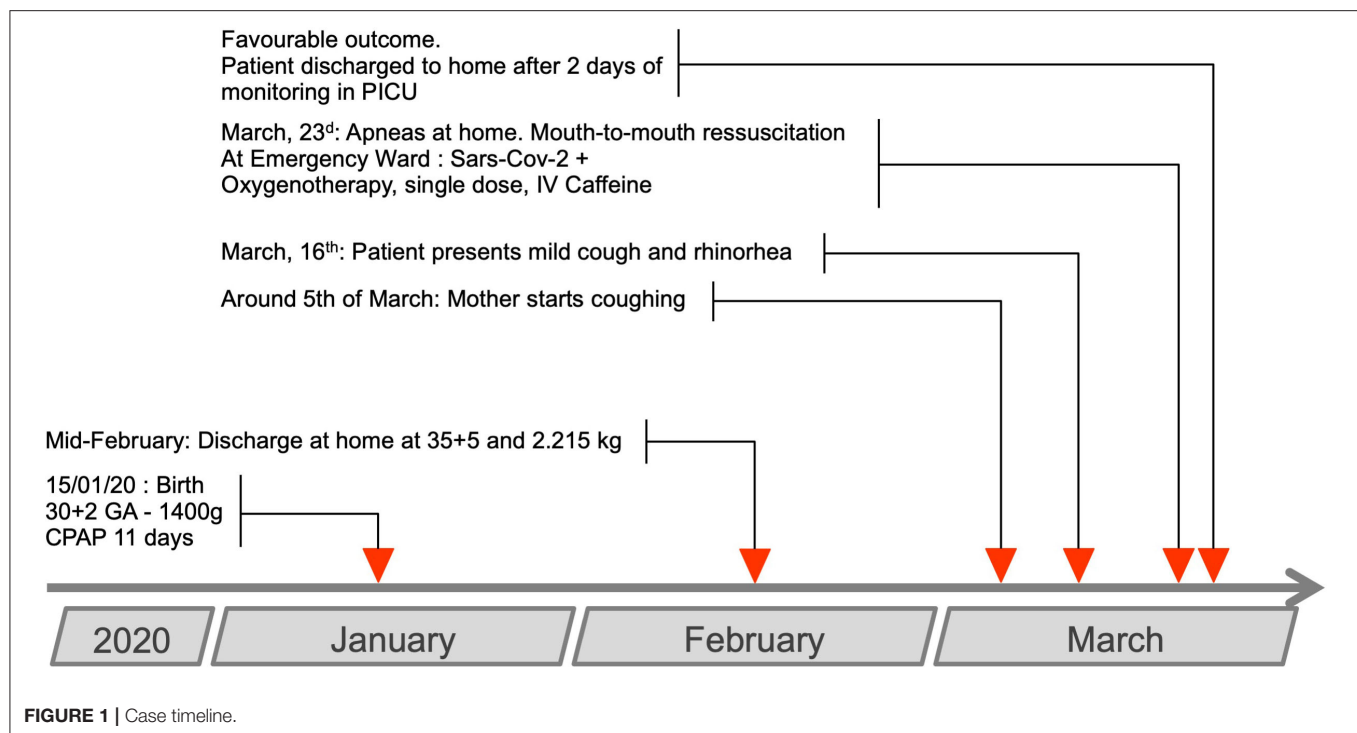 Favourable outcome.
Patient discharged to home after 2 days of
monitoring in PICU
March, 23ᵈ: Apneas at home. Mouth-to-mouth ressuscitation
At Emergency Ward : Sars-Cov-2 +
Oxygenotherapy, single dose, IV Caffeine
March, 16ᵗʰ: Patient presents mild cough and rhinorhea
Around 5th of March: Mother starts coughing
Mid-February: Discharge at home at 35+5 and 2.215 kg
15/01/20 : Birth
30+2 GA - 1400g
CPAP 11 days
2020 January February March
FIGURE 1 | Case timeline.